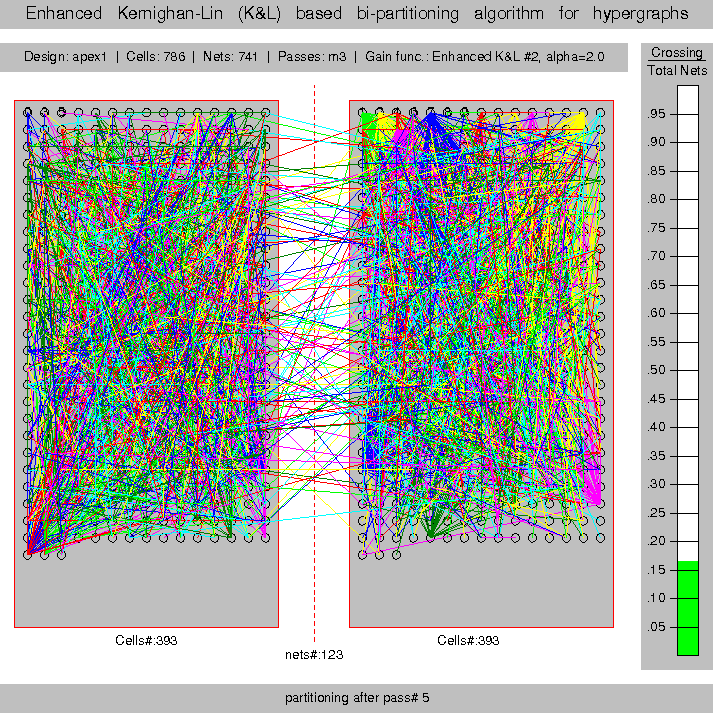 Enhanced Kernighan-Lin (K&L) based bi-partitioning algorithm for hypergraphs
Design: apex1 | Cells: 786 | Nets: 741 | Passes: m3 | Gain func.: Enhanced K&L #2, alpha=2.0
Crossing
Total Nets
.95
.90
.85
.80
.75
.70
.65
.60
.55
.50
.45
.40
.35
.30
.25
.20
.15
.10
.05
Cells#:393
Cells#:393
nets#:123
partitioning after pass# 5